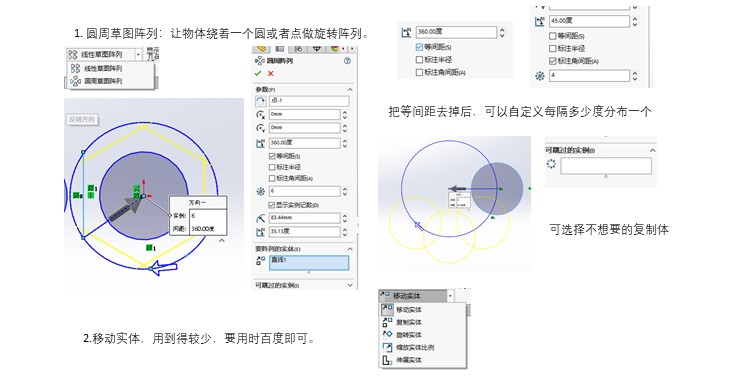 1. 圆周草图阵列：让物体绕着一个圆或者点做旋转阵列。
线性草图阵列
线性草图阵列
圆周草图阵列
反转方向
方向一
实例: 6
间距: 360.00度
圆周阵列
参数(P)
点-1
0mm
0mm
360.00度
等间距(S)
标注半径
标注角间距(A)
6
显示实例记数(D)
83.44mm
35.13度
要阵列的实体(E)
直线1
可跳过的实例(I)
360.00度
等间距(S)
标注半径
标注角间距(A)
45.00度
等间距(S)
标注半径
标注角间距(A)
4
把等间距去掉后，可以自定义每隔多少度分布一个
可跳过的实例(I)
可选择不想要的复制体
2.移动实体，用到得较少，要用时百度即可。
移动实体
移动实体
复制实体
旋转实体
缩放实体比例
伸展实体